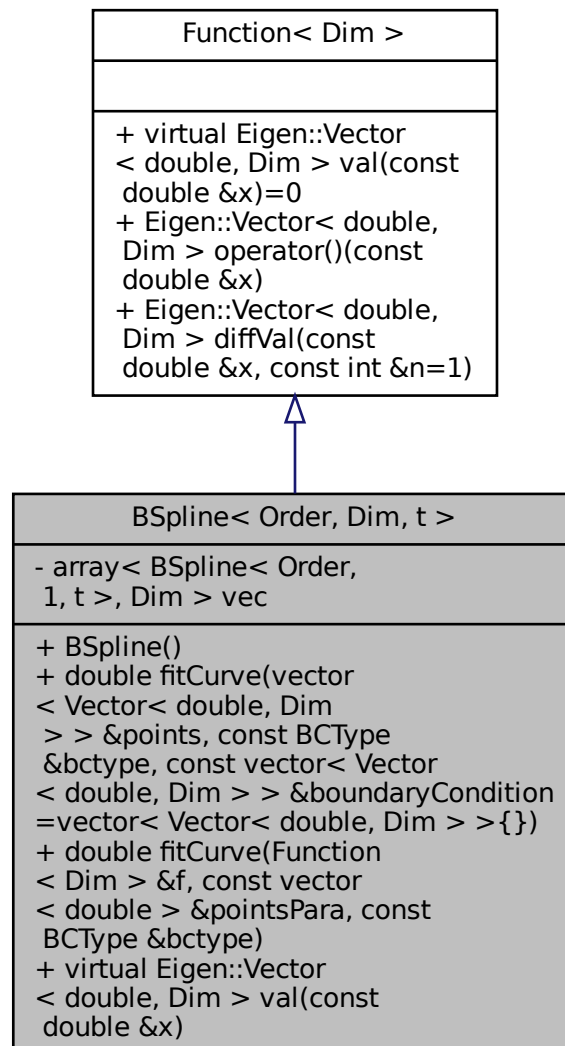 Function< Dim >
+ virtual Eigen::Vector
< double, Dim > val(const
double &x)=0
+ Eigen::Vector< double,
Dim > operator()(const
double &x)
+ Eigen::Vector< double,
Dim > diffVal(const
double &x, const int &n=1)
BSpline< Order, Dim, t >
- array< BSpline< Order,
1, t >, Dim > vec
+ BSpline()
+ double fitCurve(vector
< Vector< double, Dim
> > &points, const BCType
&bctype, const vector< Vector
< double, Dim > > &boundaryCondition
=vector< Vector< double, Dim > >{})
+ double fitCurve(Function
< Dim > &f, const vector
< double > &pointsPara, const
BCType &bctype)
+ virtual Eigen::Vector
< double, Dim > val(const
double &x)